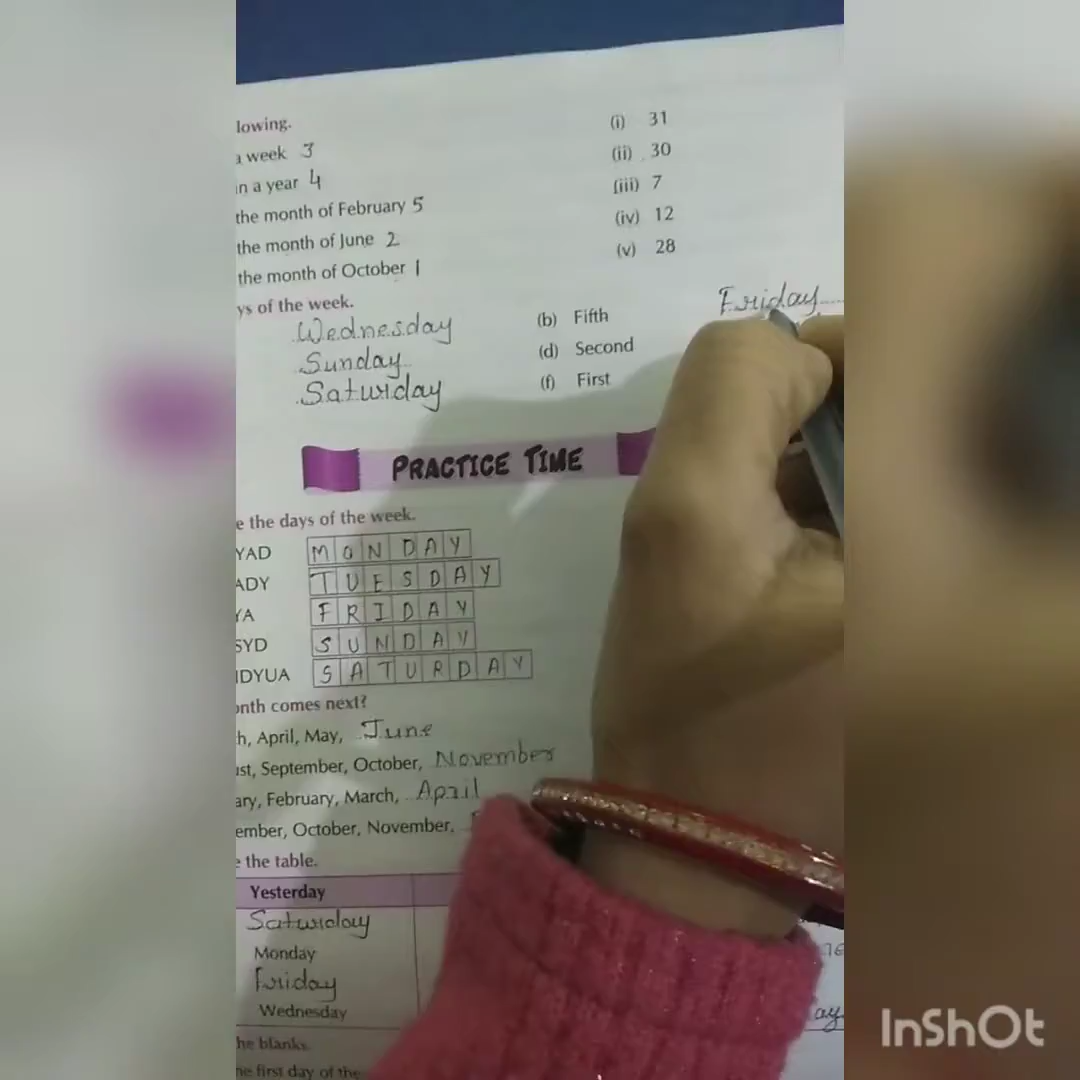 lowing.
a week 3 (i) 31
in a year 4 (ii) 30
the month of February 5 (iii) 7
the month of June 2 (iv) 12
the month of October 1 (v) 28
ys of the week.
Wednesday (b) Fifth Friday
Sunday (d) Second
Saturday (f) First
PRACTICE TIME
e the days of the week.
YAD MONDAY
ADY TUESDAY
YA FRIDAY
SYD SUNDAY
IDYUA SATURDAY
onth comes next?
h, April, May, June
ust, September, October, November
ary, February, March, April
ember, October, November,
e the table.
Yesterday
Saturday
Monday
Friday
Wednesday ay
he blanks.
he first day of the
InShOt